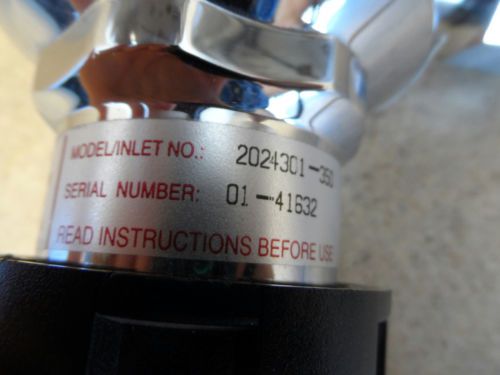 MODEL/INLET NO.: 2024301-350
SERIAL NUMBER: 01-41632
READ INSTRUCTIONS BEFORE USE